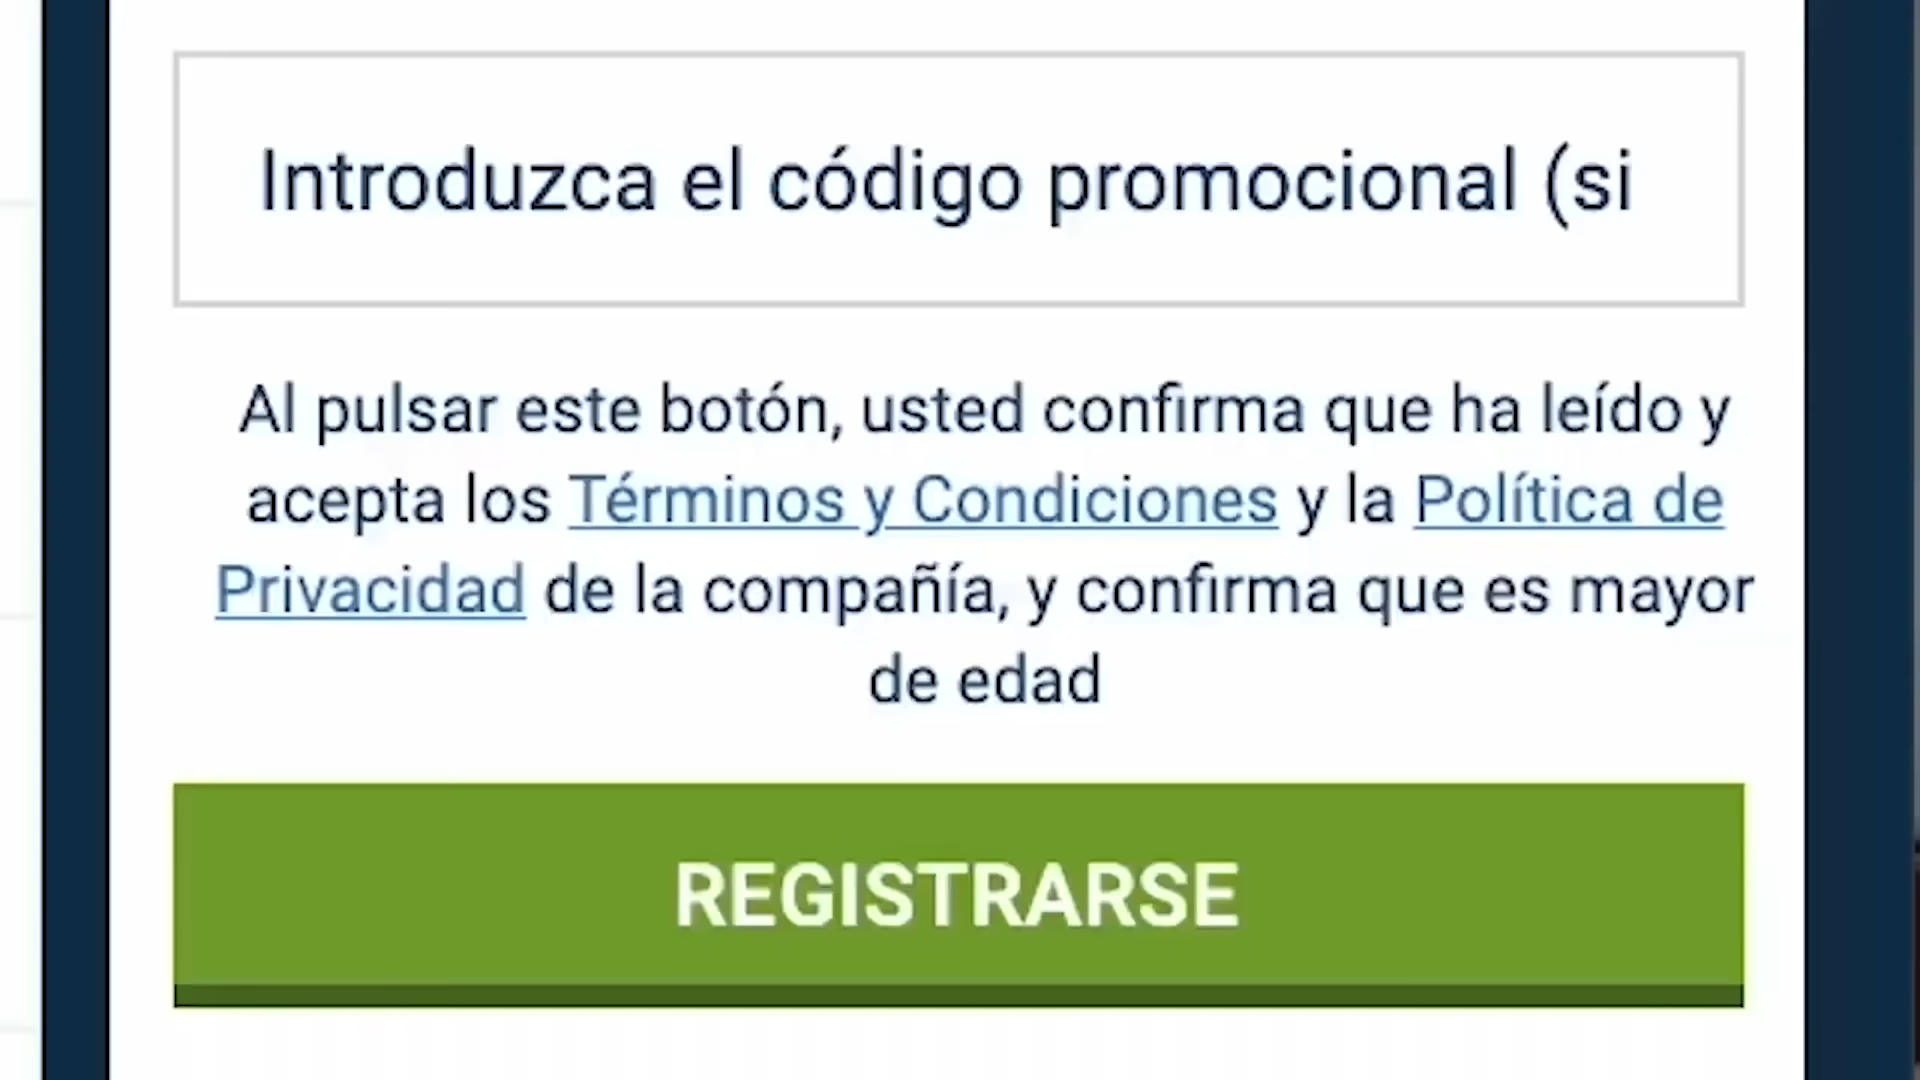 Introduzca el código promocional (si
Al pulsar este botón, usted confirma que ha leído y
acepta los Términos y Condiciones y la Política de
Privacidad de la compañía, y confirma que es mayor
de edad
REGISTRARSE